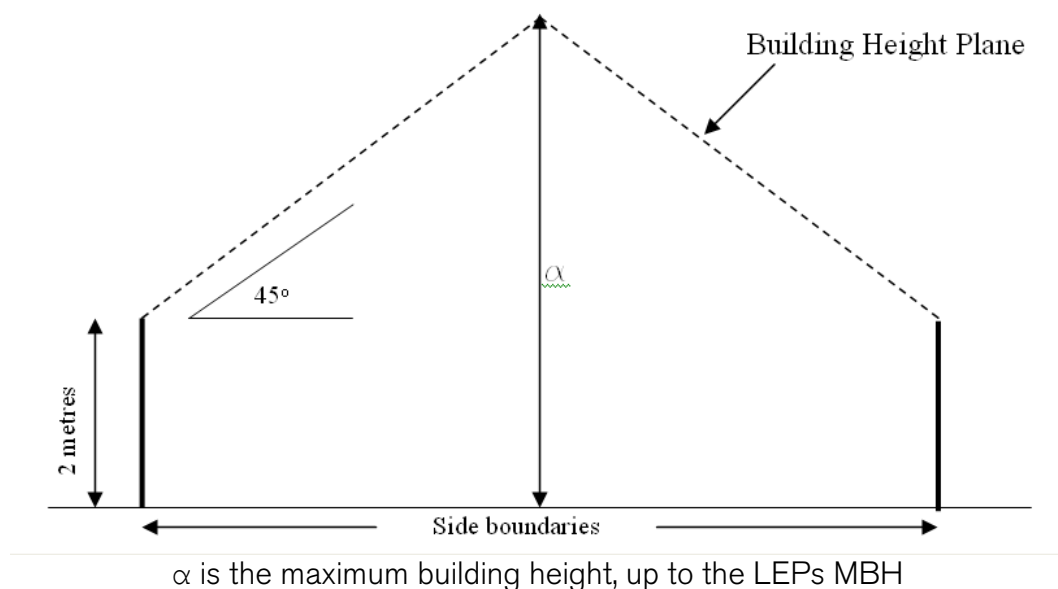 Building Height Plane
α
45°
2 metres
Side boundaries
α is the maximum building height, up to the LEPs MBH